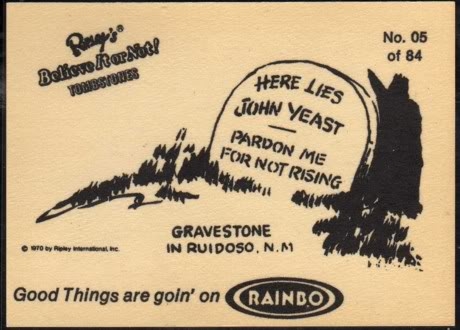 Ripley's®
Believe It or Not!
TOMBSTONES
No. 05
of 84
HERE LIES
JOHN YEAST
—
PARDON ME
FOR NOT RISING
GRAVESTONE
IN RUIDOSO, N.M
© 1970 by Ripley International, Inc.
Good Things are goin' on RAINBO